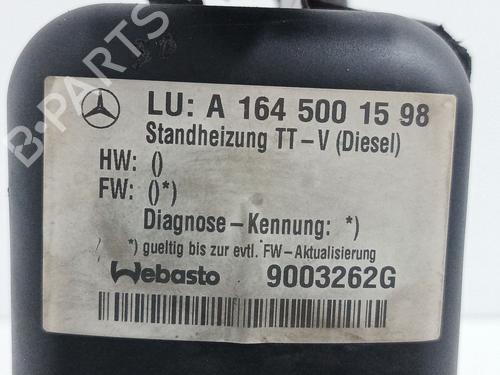 B-PARTS
LU: A 164 500 15 98
Standheizung TT-V (Diesel)
HW: ()
FW: ()*)
Diagnose-Kennung: *)
*) gueltig bis zur evtl. FW-Aktualisierung
Webasto 9003262G